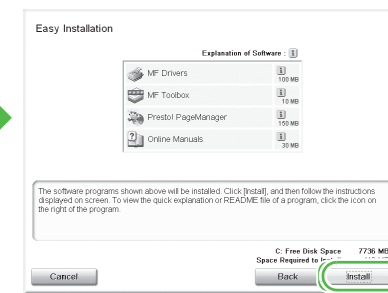 Easy Installation
Explanation of Software : i
MF Drivers i
100 MB
MF Toolbox i
10 MB
Presto! PageManager i
150 MB
Online Manuals i
30 MB
The software programs shown above will be installed. Click [Install], and then follow the instructions
displayed on screen. To view the quick explanation or README file of a program, click the icon on
the right of the program.
C: Free Disk Space 7736 MB
Space Required to
Cancel Back Install